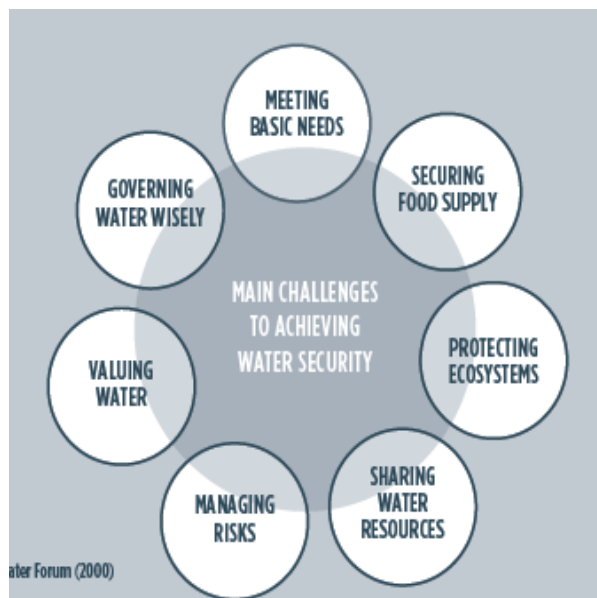 MEETING
BASIC NEEDS
SECURING
FOOD SUPPLY
PROTECTING
ECOSYSTEMS
SHARING
WATER
RESOURCES
MANAGING
RISKS
VALUING
WATER
GOVERNING
WATER WISELY
MAIN CHALLENGES
TO ACHIEVING
WATER SECURITY
Forum (2000)